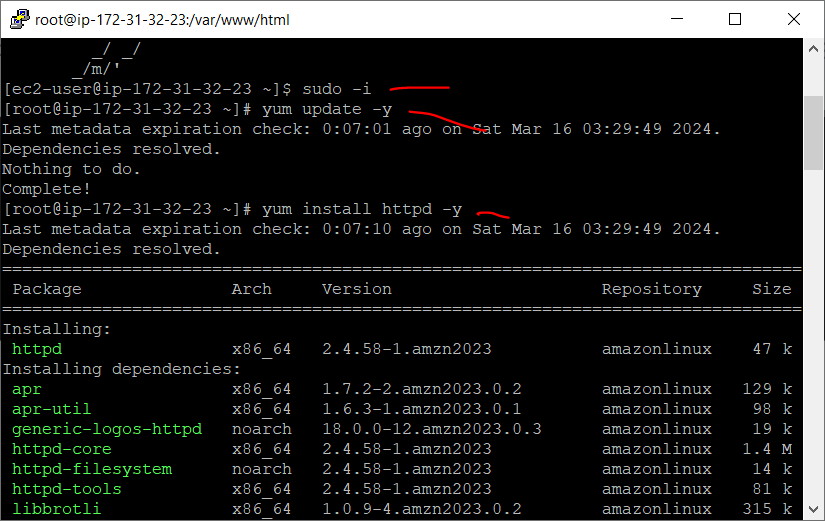 root@ip-172-31-32-23:/var/www/html
_/ _/
_/m/'
[ec2-user@ip-172-31-32-23 ~]$ sudo -i
[root@ip-172-31-32-23 ~]# yum update -y
Last metadata expiration check: 0:07:01 ago on Sat Mar 16 03:29:49 2024.
Dependencies resolved.
Nothing to do.
Complete!
[root@ip-172-31-32-23 ~]# yum install httpd -y
Last metadata expiration check: 0:07:10 ago on Sat Mar 16 03:29:49 2024.
Dependencies resolved.
================================================================================
Package Arch Version Repository Size
================================================================================
Installing:
httpd x86_64 2.4.58-1.amzn2023 amazonlinux 47 k
Installing dependencies:
apr x86_64 1.7.2-2.amzn2023.0.2 amazonlinux 129 k
apr-util x86_64 1.6.3-1.amzn2023.0.1 amazonlinux 98 k
generic-logos-httpd noarch 18.0.0-12.amzn2023.0.3 amazonlinux 19 k
httpd-core x86_64 2.4.58-1.amzn2023 amazonlinux 1.4 M
httpd-filesystem noarch 2.4.58-1.amzn2023 amazonlinux 14 k
httpd-tools x86_64 2.4.58-1.amzn2023 amazonlinux 81 k
libbrotli x86_64 1.0.9-4.amzn2023.0.2 amazonlinux 315 k